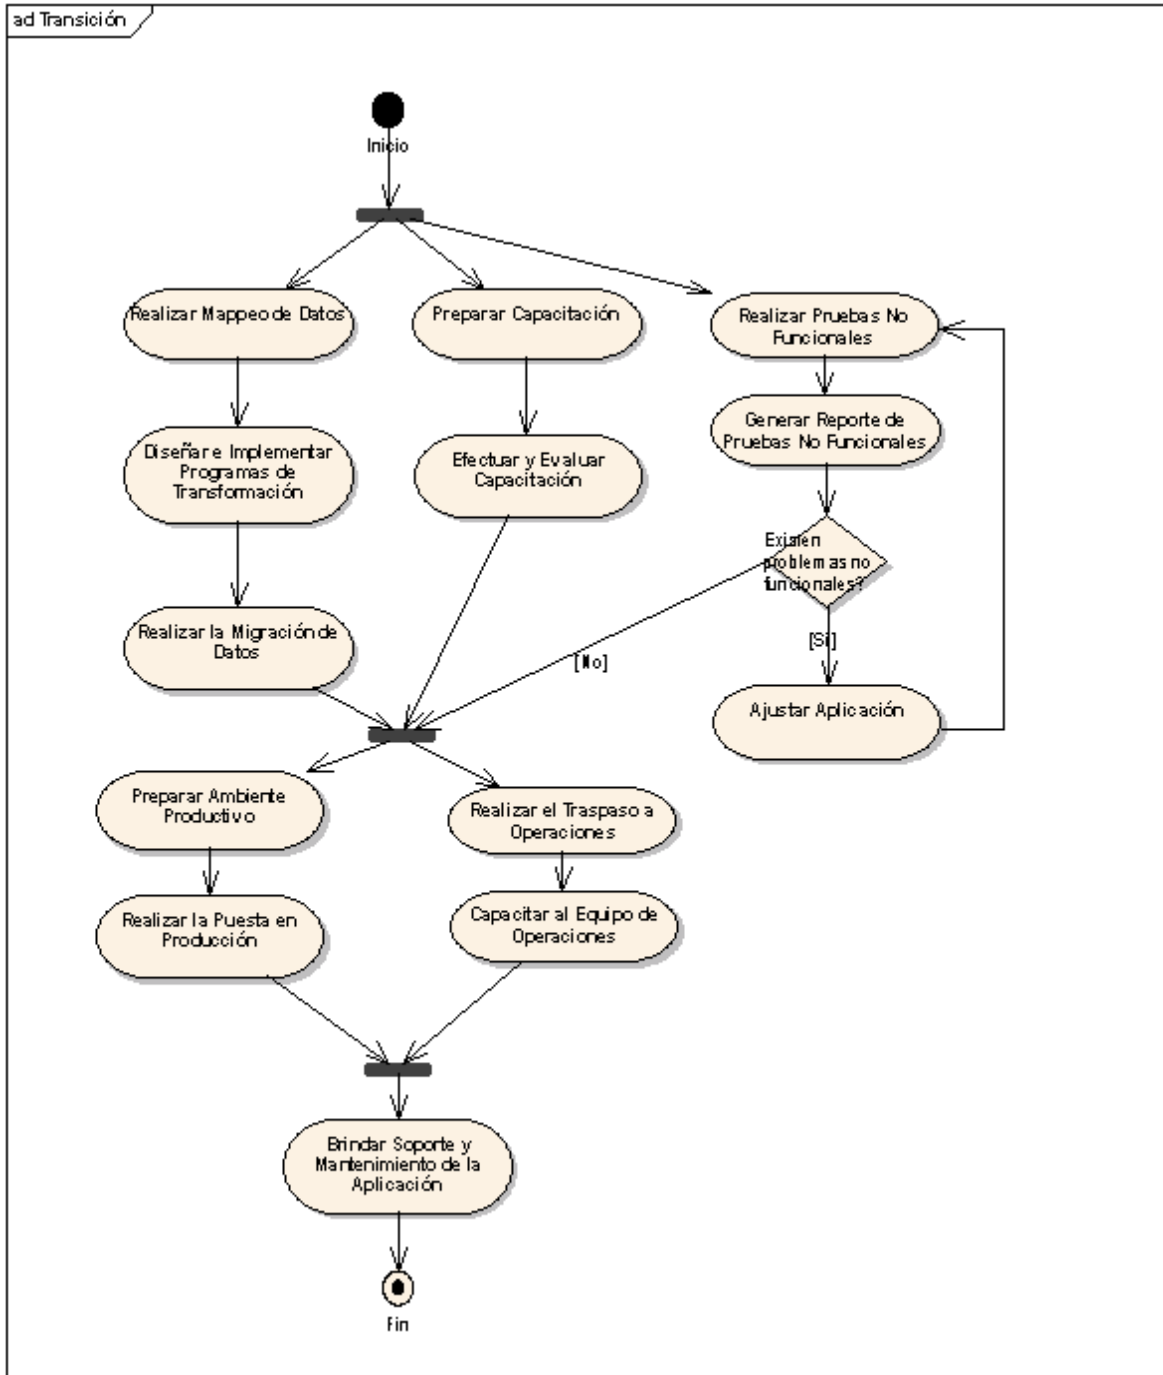 ad Transición
Inicio
Realizar Mappeo de Datos
Preparar Capacitación
Realizar Pruebas No
Funcionales
Generar Reporte de
Pruebas No Funcionales
Diseñar e Implementar
Programas de
Transformación
Efectuar y Evaluar
Capacitación
Existen
problemas no
funcionales?
Realizar la Migración de
Datos
[Si]
[No]
Ajustar Aplicación
Preparar Ambiente
Productivo
Realizar el Traspaso a
Operaciones
Realizar la Puesta en
Producción
Capacitar al Equipo de
Operaciones
Brindar Soporte y
Mantenimiento de la
Aplicación
Fin